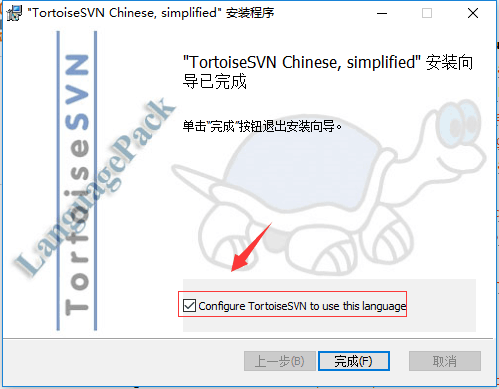 "TortoiseSVN Chinese, simplified" 安装程序
"TortoiseSVN Chinese, simplified" 安装向
导已完成
单击"完成"按钮退出安装向导。
TortoiseSVN
LanguagePack
Configure TortoiseSVN to use this language
上一步(B)
完成(F)
取消